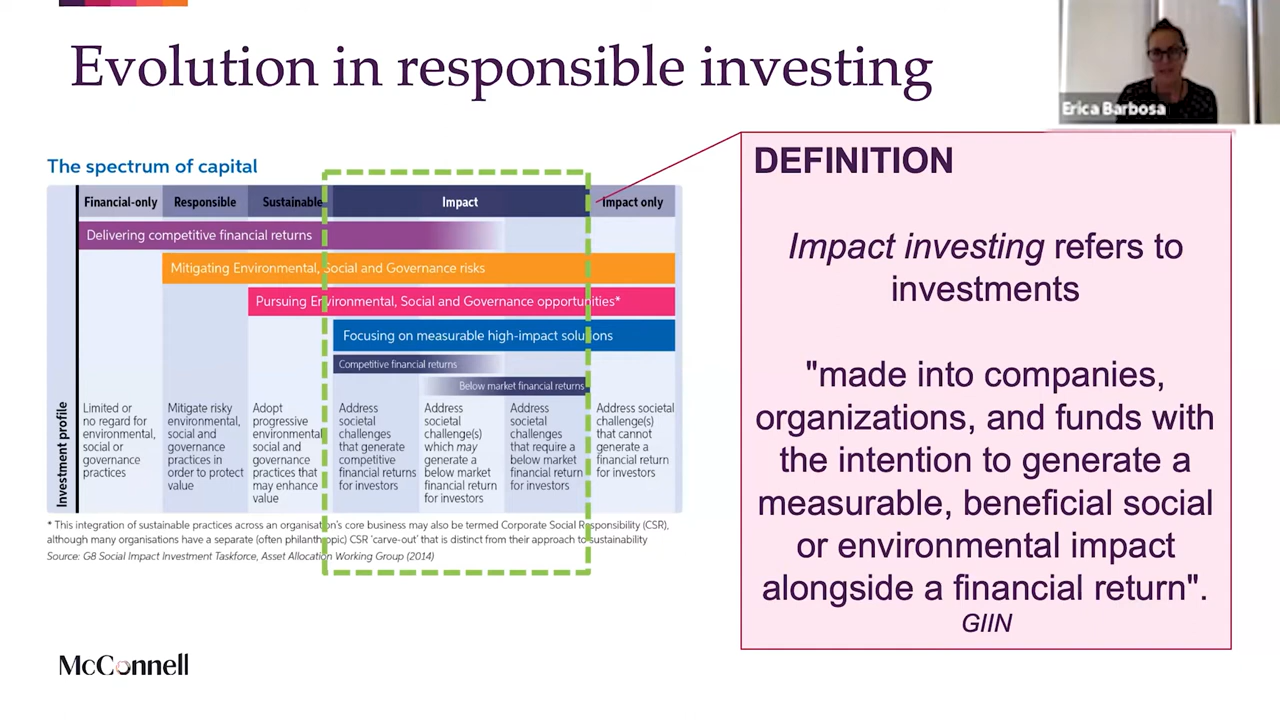 Evolution in responsible investing
Erica Barbosa
The spectrum of capital
Financial-only
Responsible
Sustainable
Impact
Impact only
Delivering competitive financial returns
Mitigating Environmental, Social and Governance risks
Pursuing Environmental, Social and Governance opportunities*
Focusing on measurable high-impact solutions
Competitive financial returns
Below market financial returns
Investment profile
Limited or
no regard for
environmental,
social or
governance
practices
Mitigate risky
environmental,
social and
governance
practices in
order to protect
value
Adopt
progressive
environmental,
social and
governance
practices that
may enhance
value
Address
societal
challenges
that generate
competitive
financial returns
for investors
Address
societal
challenge(s)
which may
generate a
below market
financial return
for investors
Address
societal
challenges
that require a
below market
financial return
for investors
Address societal
challenge(s)
that cannot
generate a
financial return
for investors
* This integration of sustainable practices across an organisation's core business may also be termed Corporate Social Responsibility (CSR),
although many organisations have a separate (often philanthropic) CSR 'carve-out' that is distinct from their approach to sustainability
Source: G8 Social Impact Investment Taskforce, Asset Allocation Working Group (2014)
DEFINITION
Impact investing refers to
investments
"made into companies,
organizations, and funds with
the intention to generate a
measurable, beneficial social
or environmental impact
alongside a financial return".
GIIN
McConnell